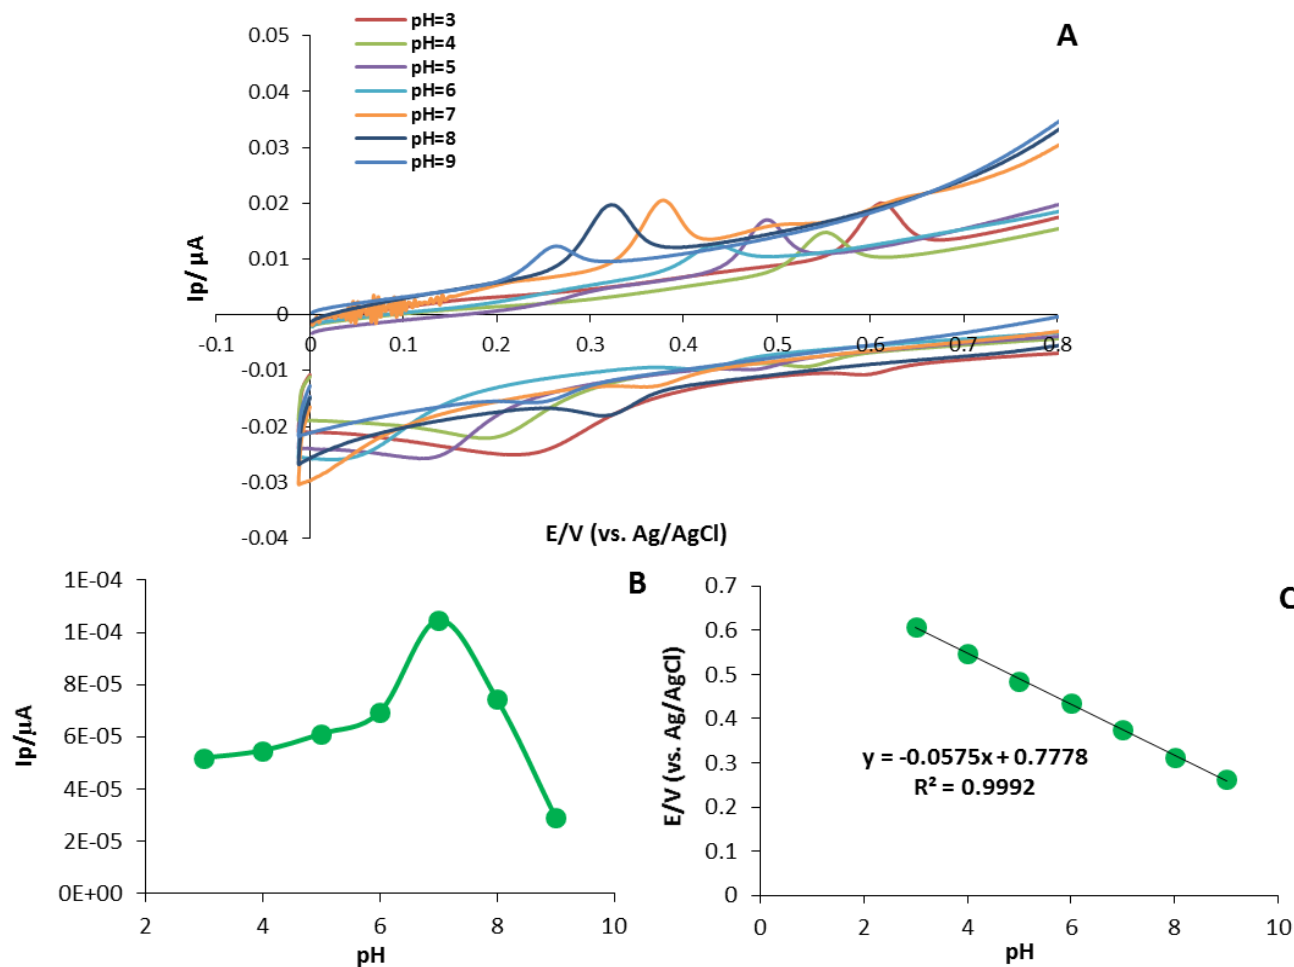 A
pH=3
pH=4
pH=5
pH=6
pH=7
pH=8
pH=9
0.05
0.04
0.03
0.02
0.01
0
-0.01
-0.02
-0.03
-0.04
-0.1 0 0.1 0.2 0.3 0.4 0.5 0.6 0.7 0.8
Ip/ μA
E/V (vs. Ag/AgCl)
B
1E-04
1E-04
8E-05
6E-05
4E-05
2E-05
0E+00
2 4 6 8 10
Ip/μA
pH
C
0.7
0.6
0.5
0.4
0.3
0.2
0.1
0
0 2 4 6 8 10
E/V (vs. Ag/AgCl)
y = -0.0575x + 0.7778
R² = 0.9992
pH